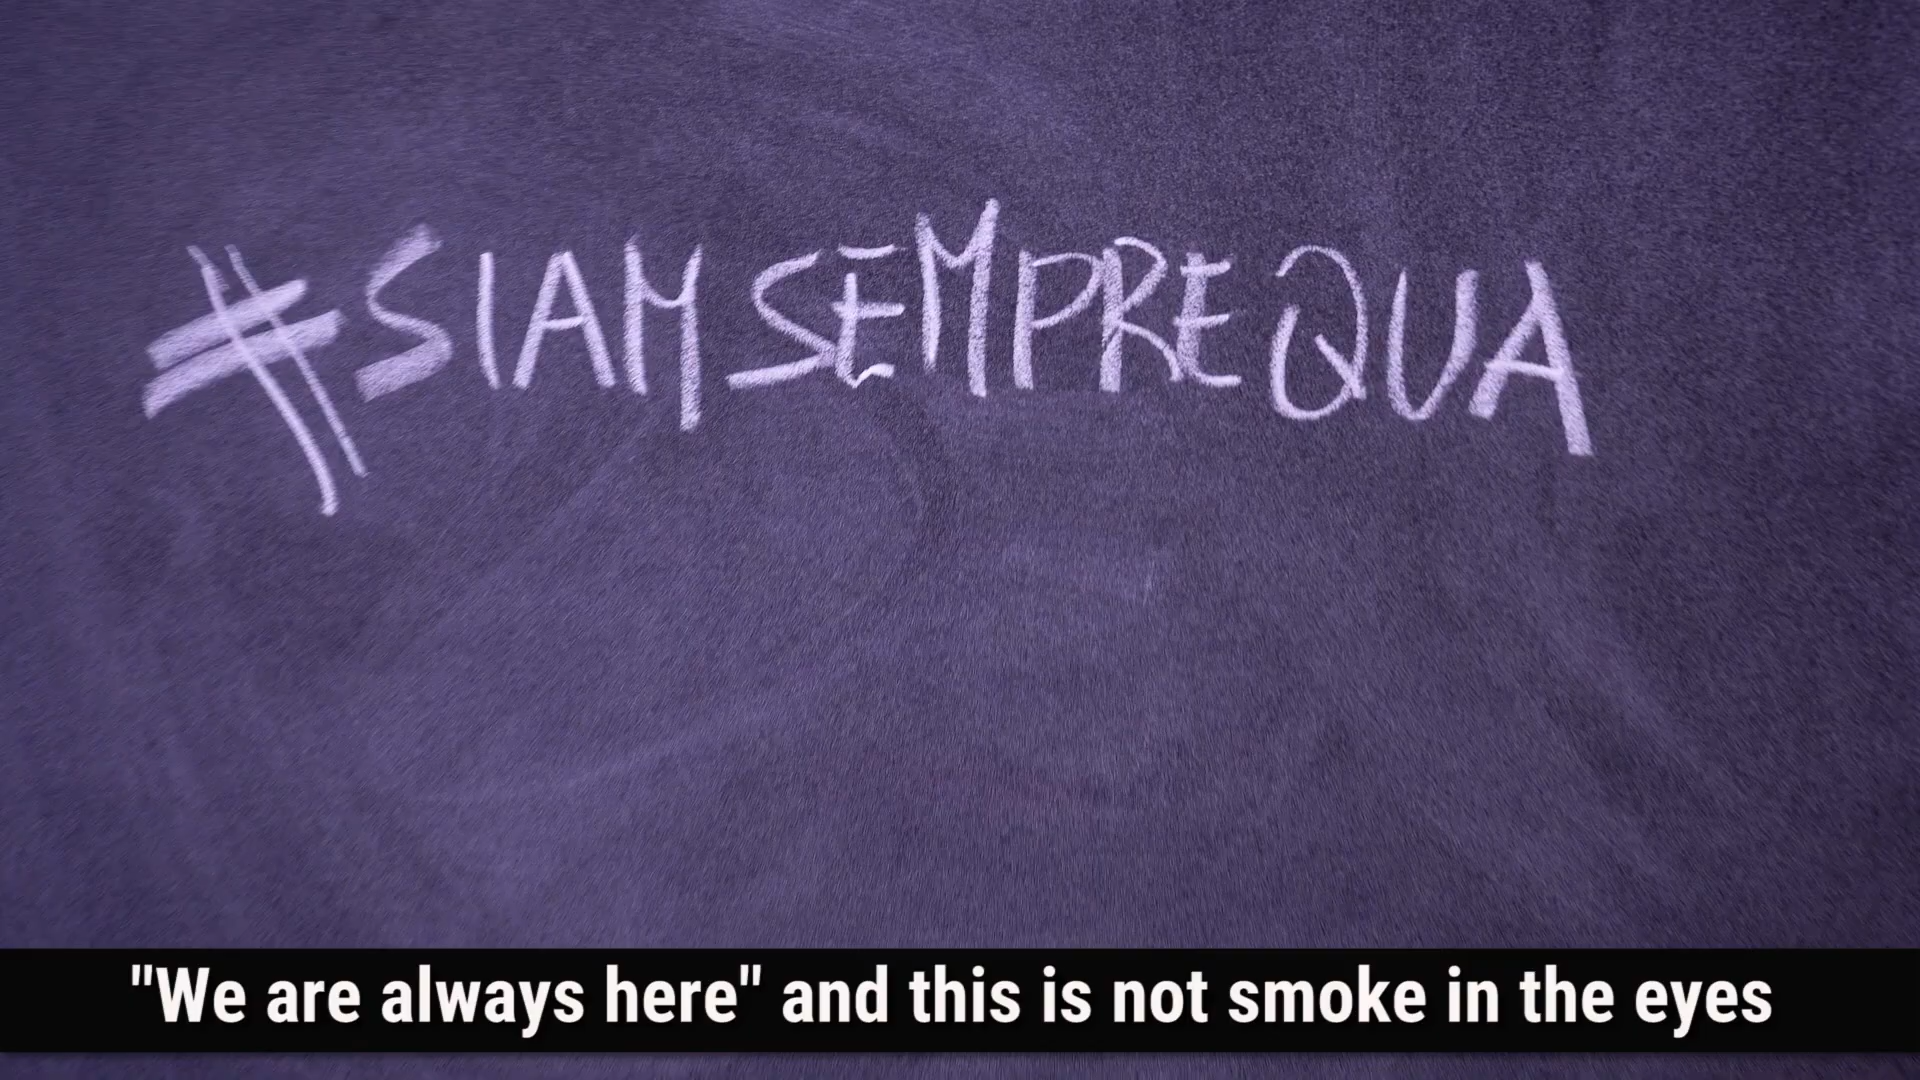 #SIAMSEMPREQUA
"We are always here" and this is not smoke in the eyes